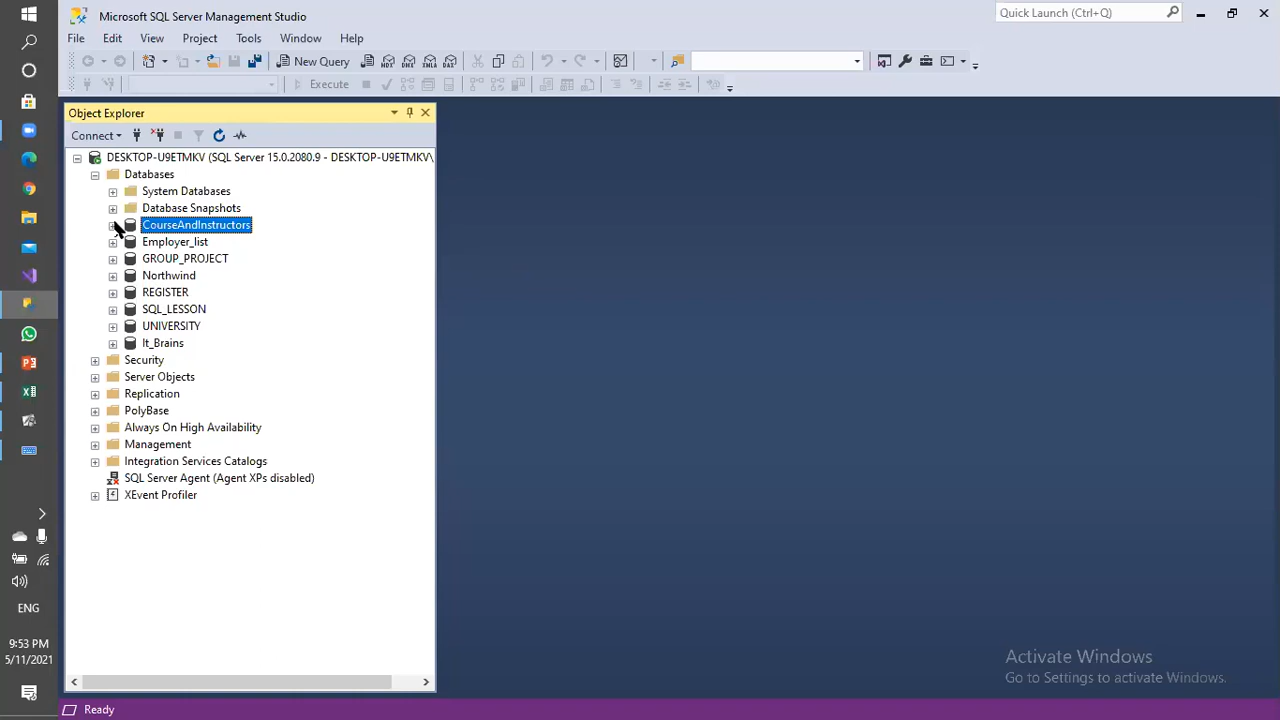 Microsoft SQL Server Management Studio
Quick Launch (Ctrl+Q)
File Edit View Project Tools Window Help
New Query
MDX DMX XMLA DAX
Execute
Object Explorer
Connect
DESKTOP-U9ETMKV (SQL Server 15.0.2080.9 - DESKTOP-U9ETMKV\
Databases
System Databases
Database Snapshots
CourseAndInstructors
Employer_list
GROUP_PROJECT
Northwind
REGISTER
SQL_LESSON
UNIVERSITY
It_Brains
Security
Server Objects
Replication
PolyBase
Always On High Availability
Management
Integration Services Catalogs
SQL Server Agent (Agent XPs disabled)
XEvent Profiler
ENG
9:53 PM
5/11/2021
Activate Windows
Go to Settings to activate Windows.
Ready